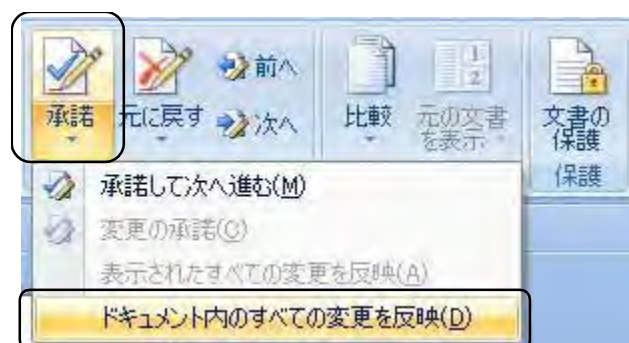 承諾
元に戻す
前へ
次へ
比較
1
2
元の文書
を表示
文書の
保護
保護
承諾して次へ進む(M)
変更の承諾(C)
表示されたすべての変更を反映(A)
ドキュメント内のすべての変更を反映(D)